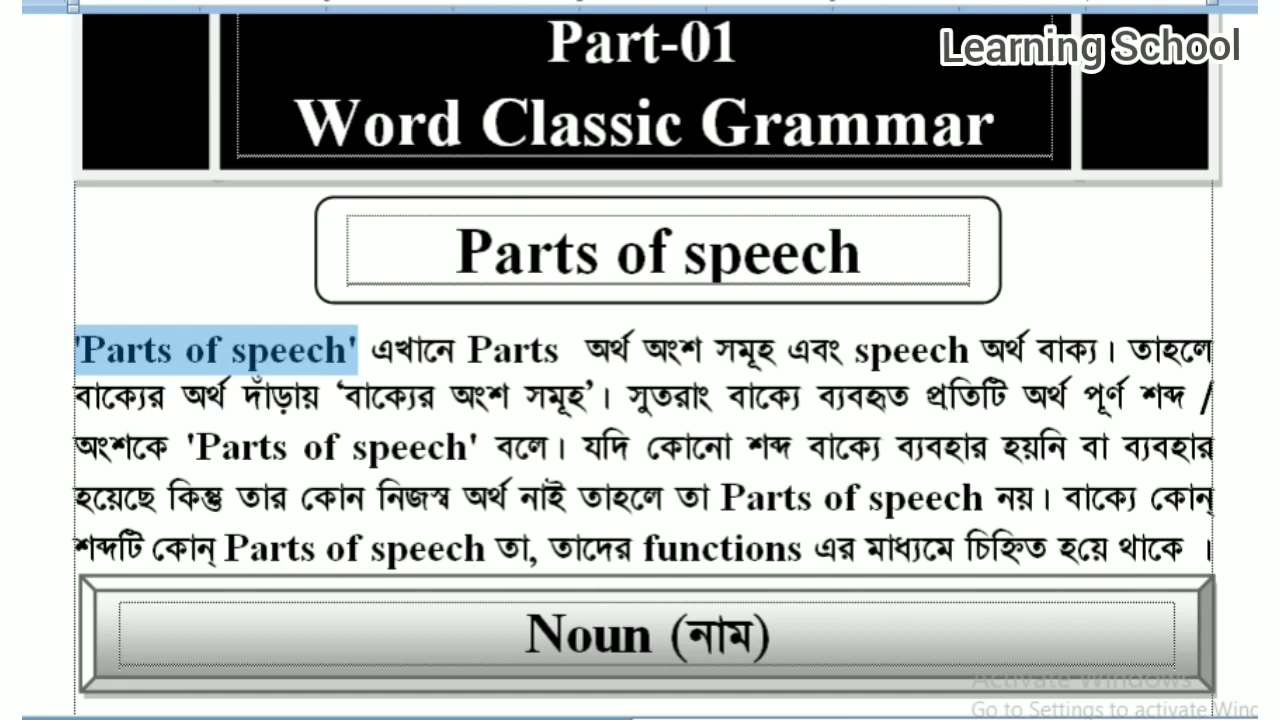 Part-01
Learning School
Word Classic Grammar
Parts of speech
'Parts of speech' এখানে Parts অর্থ অংশ সমূহ এবং speech অর্থ বাক্য। তাহলে
বাক্যের অর্থ দাঁড়ায় ‘বাক্যের অংশ সমূহ’। সুতরাং বাক্যে ব্যবহৃত প্রতিটি অর্থ পূর্ণ শব্দ /
অংশকে 'Parts of speech' বলে। যদি কোনো শব্দ বাক্যে ব্যবহার হয়নি বা ব্যবহার
হয়েছে কিন্তু তার কোন নিজস্ব অর্থ নাই তাহলে তা Parts of speech নয়। বাক্যে কোন্
শব্দটি কোন্ Parts of speech তা, তাদের functions এর মাধ্যমে চিহ্নিত হয়ে থাকে ।
Noun (নাম)
Activate Windows
Go to Settings to activate Winc